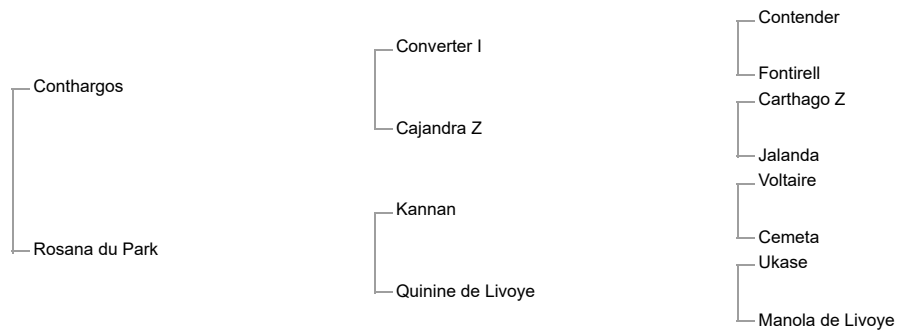 Contender
Converter I
Fontirell
Conthargos
Carthago Z
Cajandra Z
Jalanda
Voltaire
Kannan
Cemeta
Rosana du Park
Ukase
Quinine de Livoye
Manola de Livoye